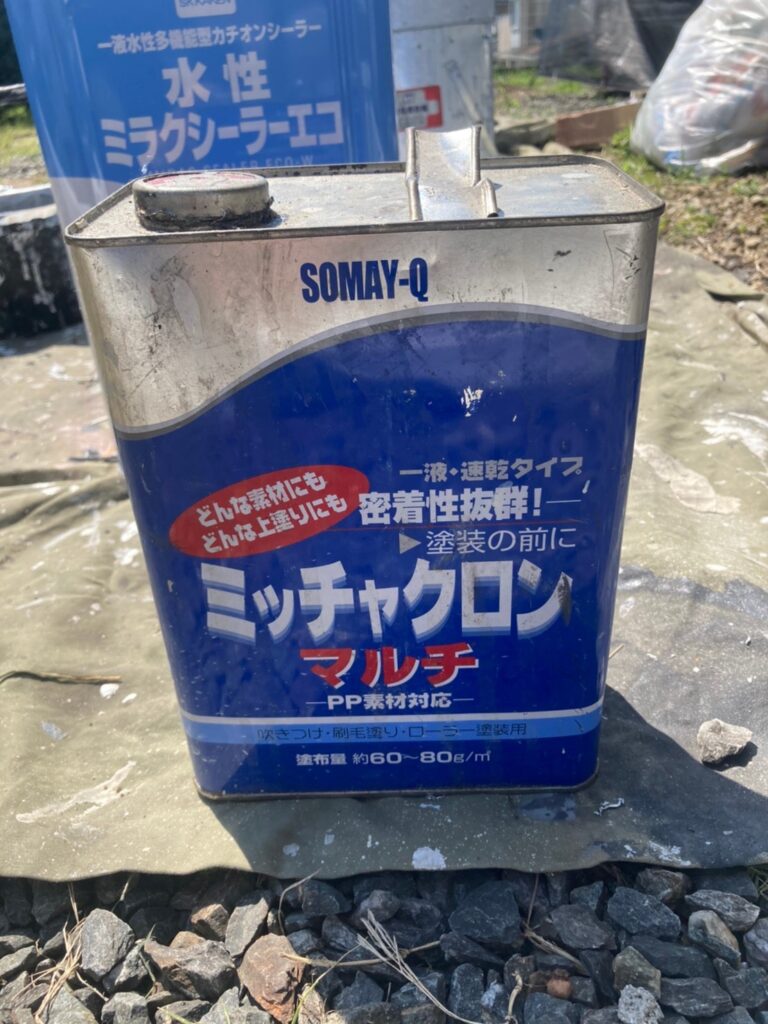 一液水性多機能型カチオンシーラー
水性
ミラクシーラーエコ
SOMAY-Q
一液・速乾タイプ
どんな素材にも
どんな上塗りにも
密着性抜群!
▶塗装の前に
ミッチャクロン
マルチ
PP素材対応
吹きつけ・刷毛塗り・ローラー塗装用
塗布量 約60〜80g/㎡